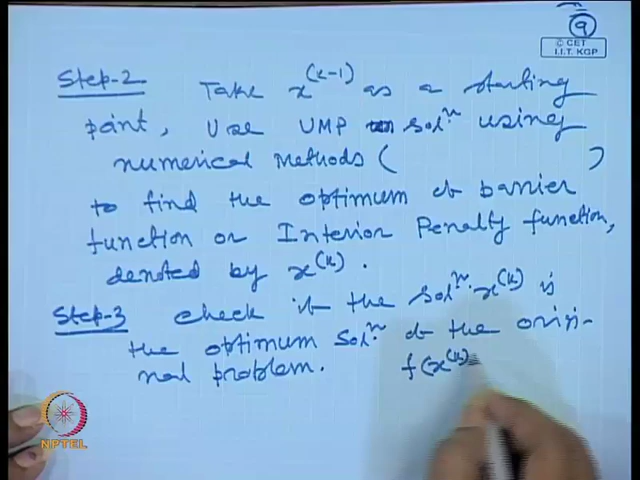 9
© CET
I.I.T. KGP
Step-2 Take x^(k-1) as a starting
point, Use UMP solⁿ using
numerical Methods ( )
to find the optimum of barrier
function or Interior Penalty function,
denoted by x^(k).
Step-3 check if the solⁿ. x^(k) is
the optimum solⁿ. of the origi-
nal problem. f(x^(k))
NPTEL